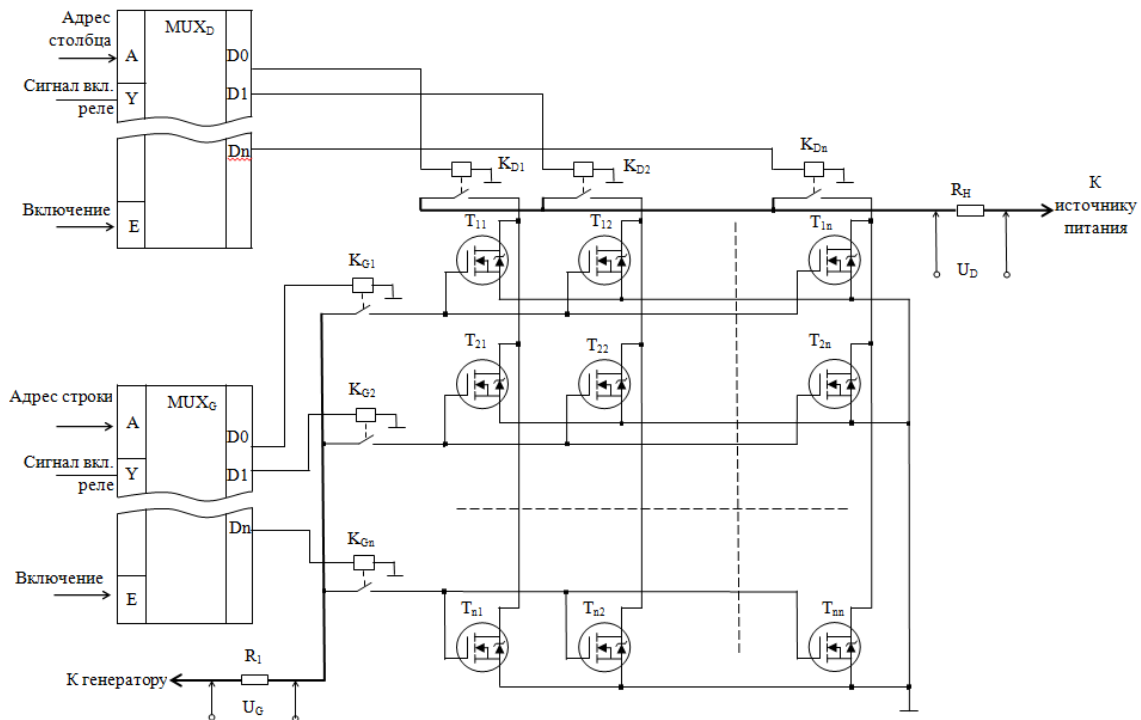 Адрес
столбца
MUXD
A
D0
Сигнал вкл.
реле
Y
D1
Dn
Включение
E
KD1
KD2
KDn
RH
К
источнику
питания
UD
T11
T12
T1n
KG1
T21
T22
T2n
KG2
Адрес строки
MUXG
A
D0
Сигнал вкл.
реле
Y
D1
Dn
KGn
Включение
E
Tn1
Tn2
Tnn
R1
К генератору
UG